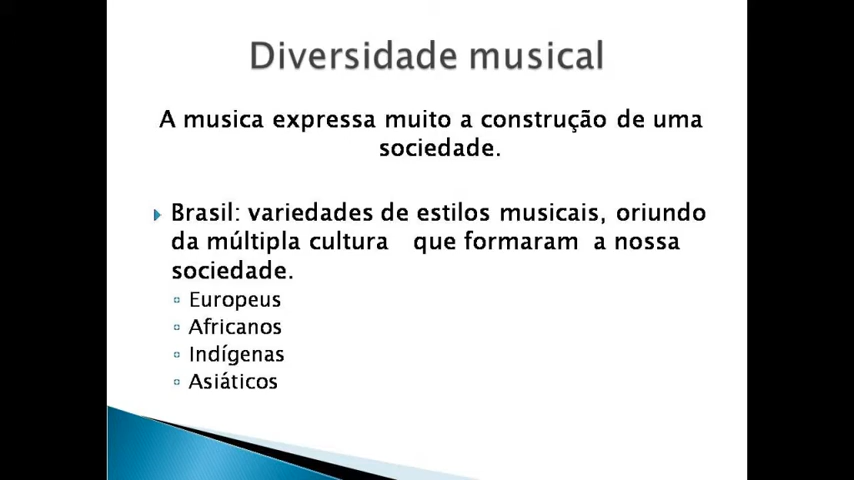 Diversidade musical
A musica expressa muito a construção de uma
sociedade.
Brasil: variedades de estilos musicais, oriundo
da múltipla cultura que formaram a nossa
sociedade.
Europeus
Africanos
Indígenas
Asiáticos